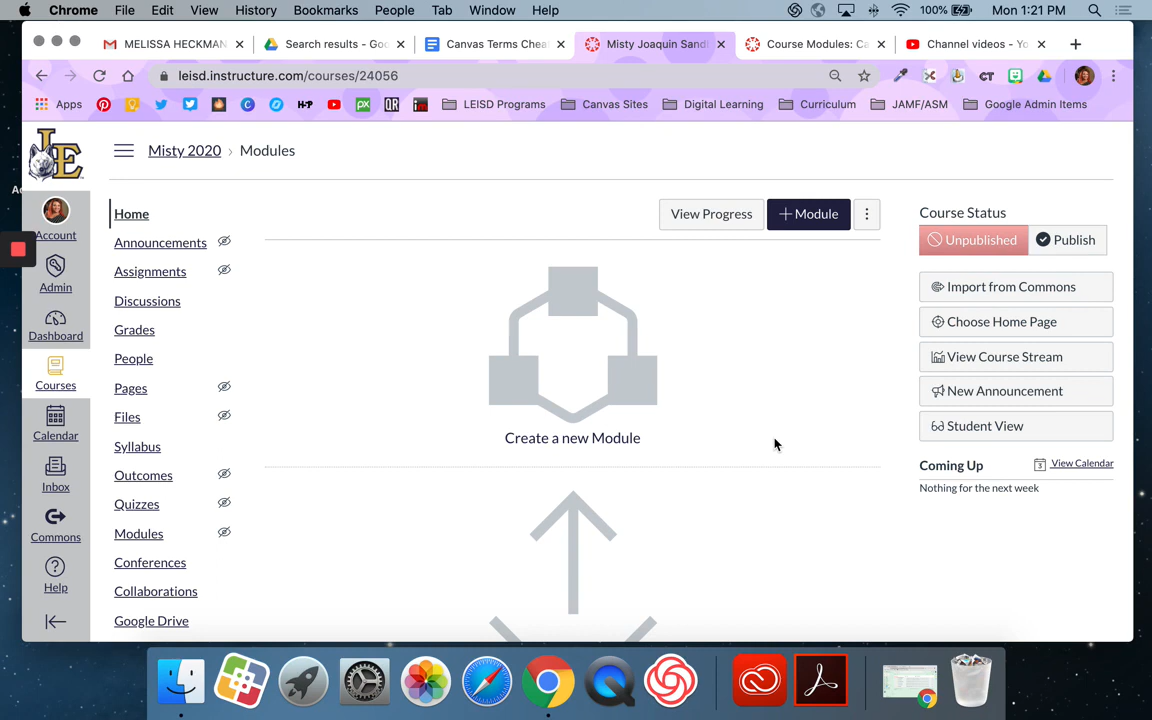 Chrome File Edit View History Bookmarks People Tab Window Help 100% Mon 1:21 PM
MELISSA HECKMAN Search results - Goo Canvas Terms Chea Misty Joaquin Sand Course Modules: Ca Channel videos - Yo
leisd.instructure.com/courses/24056
Apps LEISD Programs Canvas Sites Digital Learning Curriculum JAMF/ASM Google Admin Items
LE
Misty 2020 › Modules
Account
Admin
Dashboard
Courses
Calendar
Inbox
Commons
Help
Home
Announcements
Assignments
Discussions
Grades
People
Pages
Files
Syllabus
Outcomes
Quizzes
Modules
Conferences
Collaborations
Google Drive
View Progress + Module
Create a new Module
Course Status
Unpublished Publish
Import from Commons
Choose Home Page
View Course Stream
New Announcement
Student View
Coming Up View Calendar
Nothing for the next week